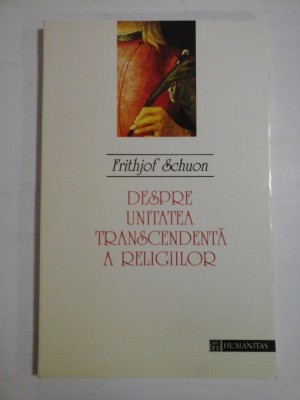 Frithjof Schuon
DESPRE
UNITATEA
TRANSCENDENTĂ
A RELIGIILOR
HUMANITAS